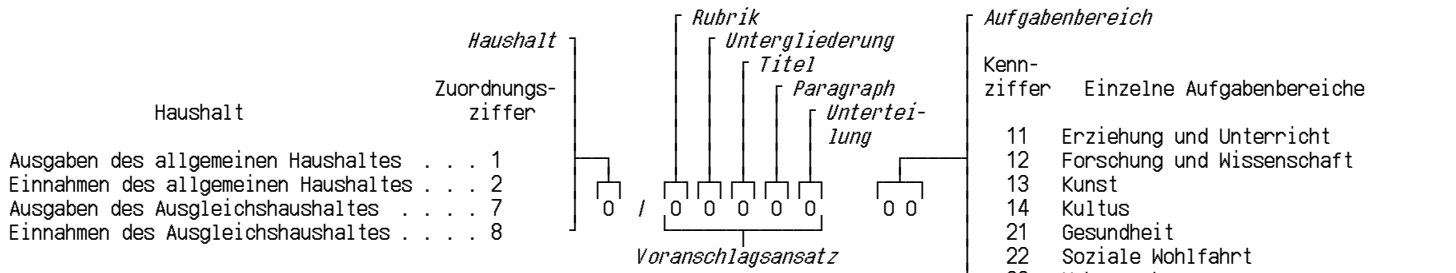 Rubrik
Aufgabenbereich
Haushalt
Untergliederung
Titel
Kenn-
Zuordnungs-
Paragraph
ziffer Einzelne Aufgabenbereiche
Haushalt
ziffer
Untertei-
lung
11 Erziehung und Unterricht
Ausgaben des allgemeinen Haushaltes . . . 1
12 Forschung und Wissenschaft
Einnahmen des allgemeinen Haushaltes . . . 2
13 Kunst
Ausgaben des Ausgleichshaushaltes . . . . 7
0 / 0 0 0 0 0 0 0
14 Kultus
Einnahmen des Ausgleichshaushaltes . . . . 8
21 Gesundheit
Voranschlagsansatz
22 Soziale Wohlfahrt